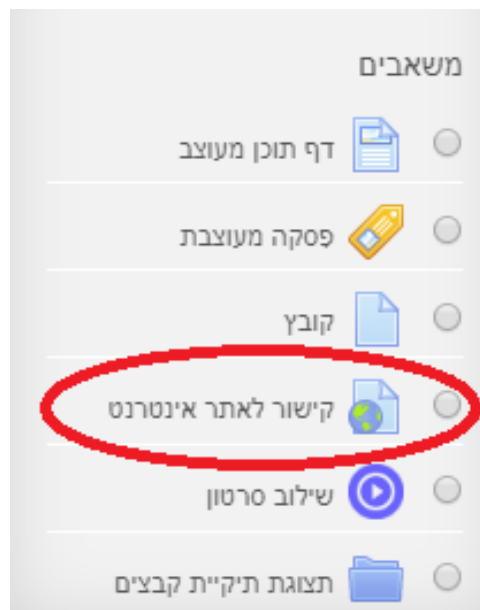 משאבים
דף תוכן מעוצב
פסקה מעוצבת
קובץ
קישור לאתר אינטרנט
שילוב סרטון
תצוגת תיקיית קבצים